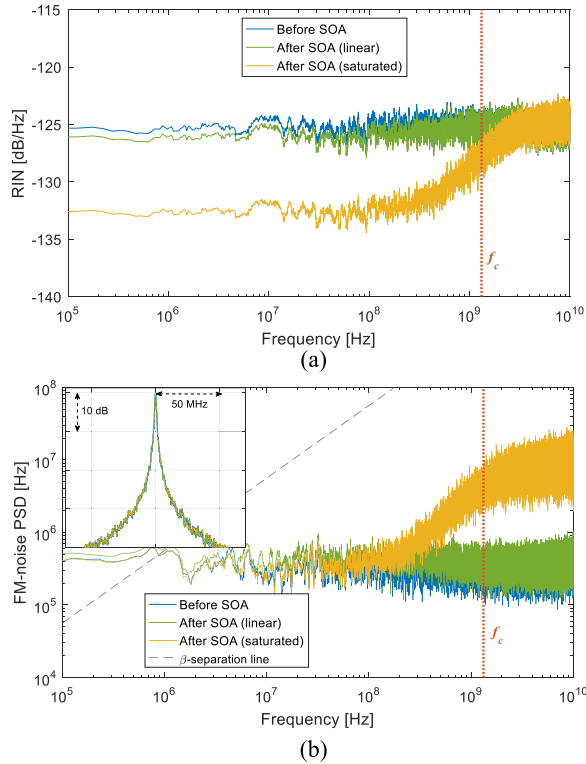 -115
-120
-125
-130
-135
-140
RIN [dB/Hz]
Before SOA
After SOA (linear)
After SOA (saturated)
f_c
10^5
10^6
10^7
10^8
10^9
10^10
Frequency [Hz]
(a)
10^8
10^7
10^6
10^5
10^4
FM-noise PSD [Hz]
10 dB
50 MHz
Before SOA
After SOA (linear)
After SOA (saturated)
β-separation line
f_c
10^5
10^6
10^7
10^8
10^9
10^10
Frequency [Hz]
(b)